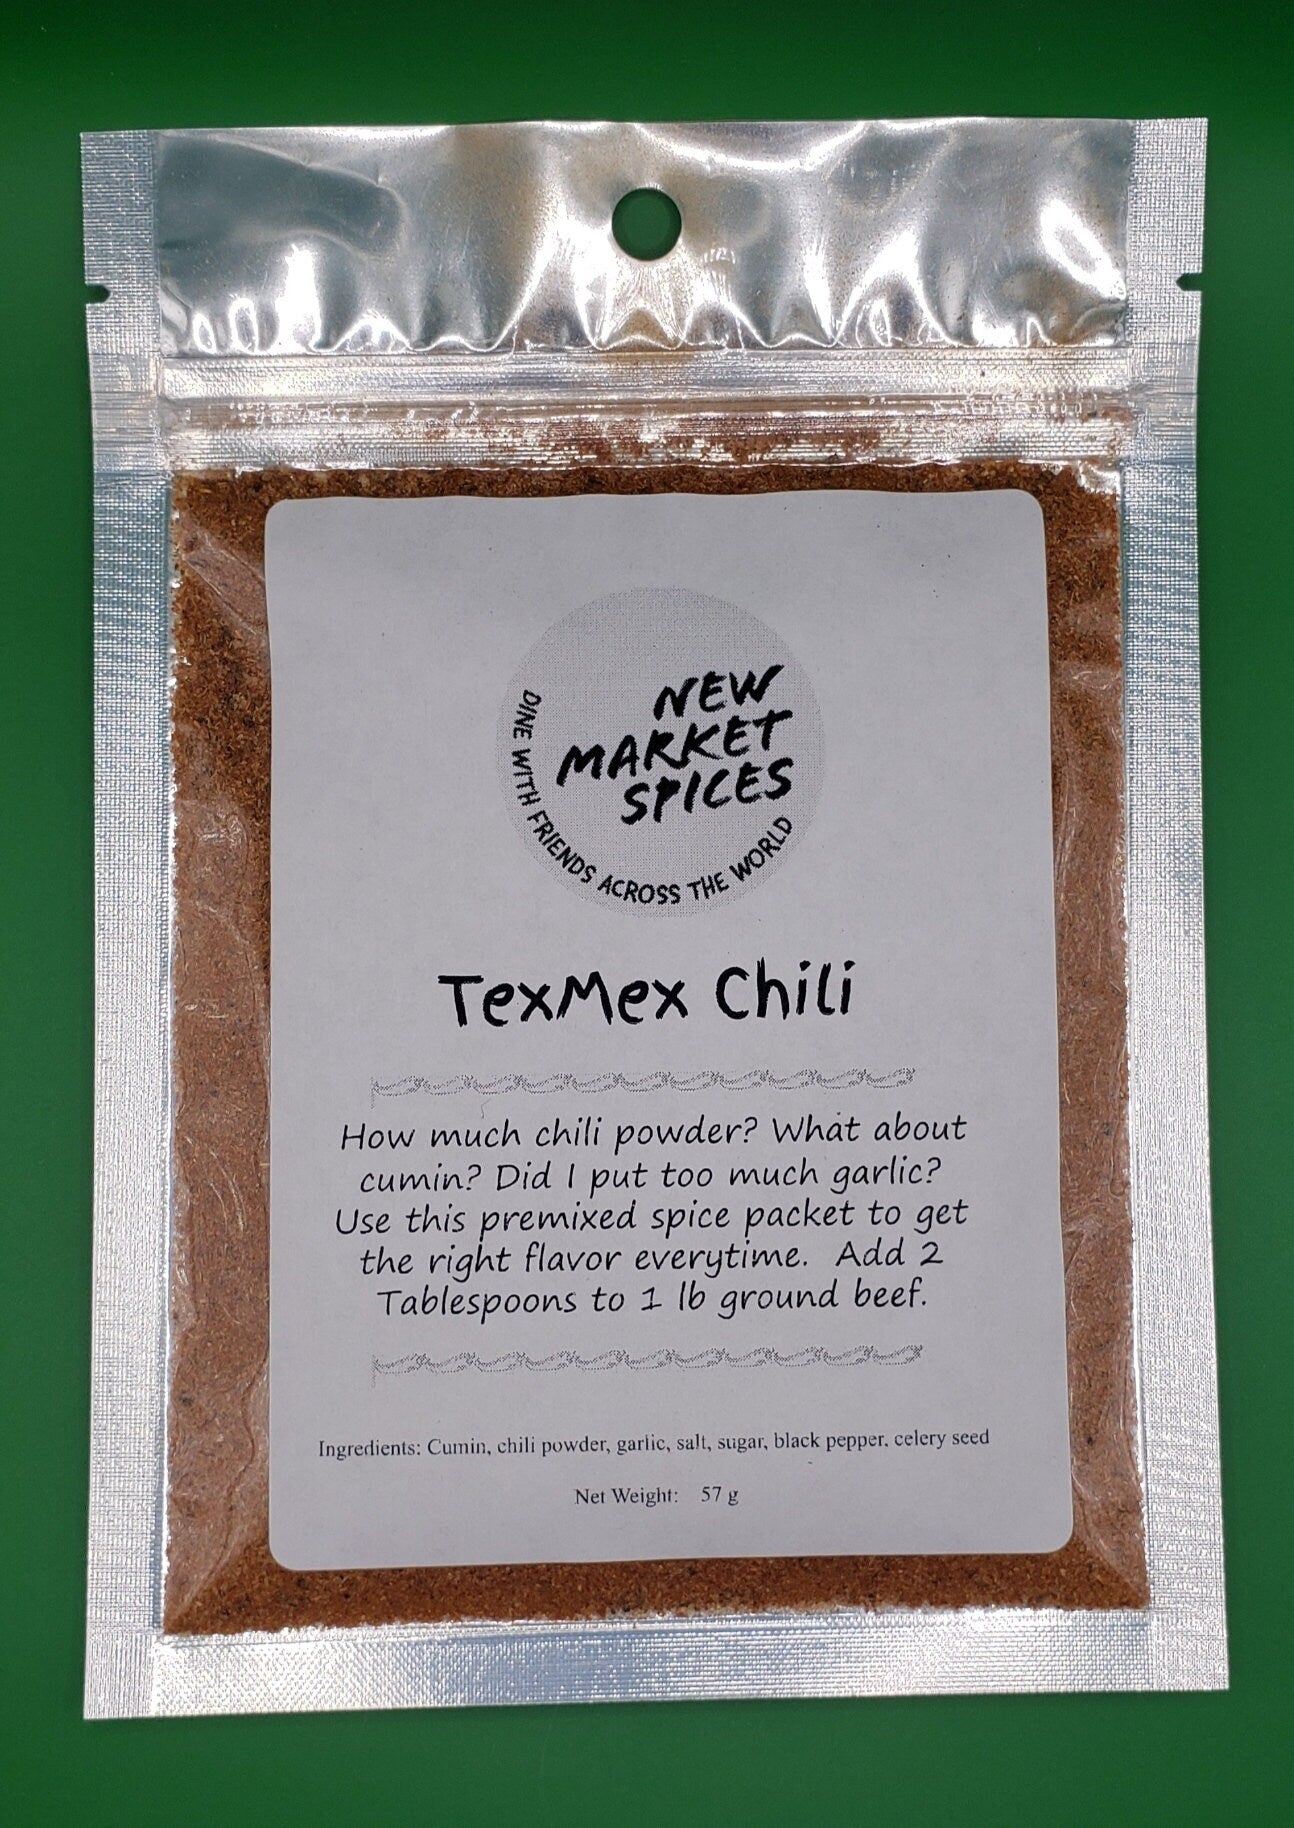 NEW
MARKET
SPICES
DINE WITH FRIENDS ACROSS THE WORLD
TexMex Chili
How much chili powder? What about
cumin? Did I put too much garlic?
Use this premixed spice packet to get
the right flavor everytime.  Add 2
Tablespoons to 1 lb ground beef.
Ingredients: Cumin, chili powder, garlic, salt, sugar, black pepper, celery seed
Net Weight:   57 g